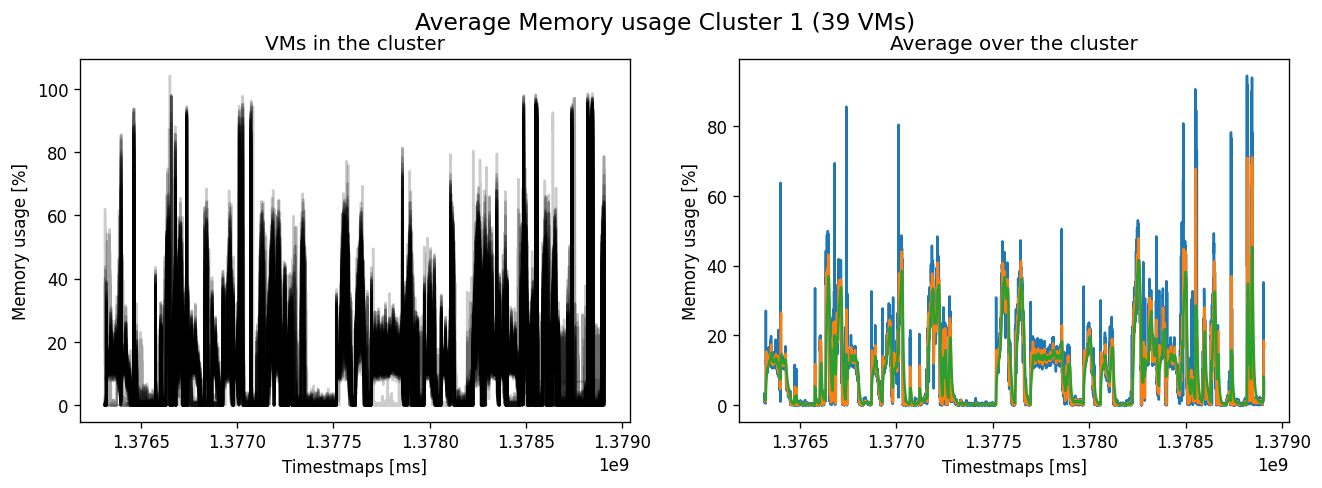 Average Memory usage Cluster 1 (39 VMs)
VMs in the cluster
Memory usage [%]
100
80
60
40
20
0
1.3765 1.3770 1.3775 1.3780 1.3785 1.3790
1e9
Timestmaps [ms]
Average over the cluster
Memory usage [%]
80
60
40
20
0
1.3765 1.3770 1.3775 1.3780 1.3785 1.3790
1e9
Timestmaps [ms]